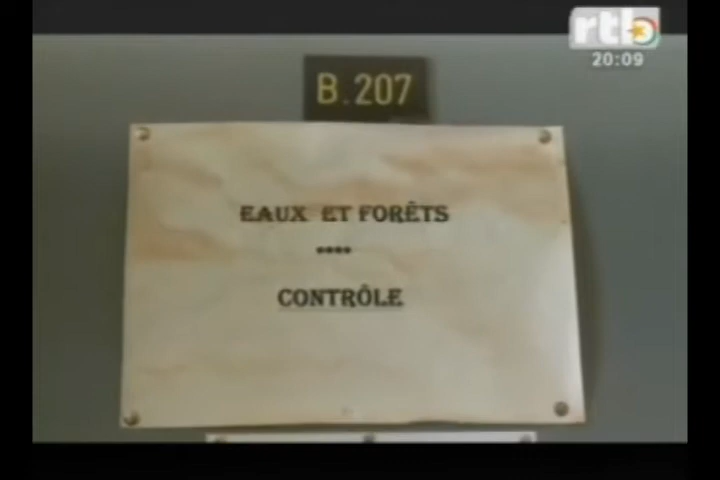 rtb
20:09
B.207
EAUX ET FORÊTS
****
CONTRÔLE